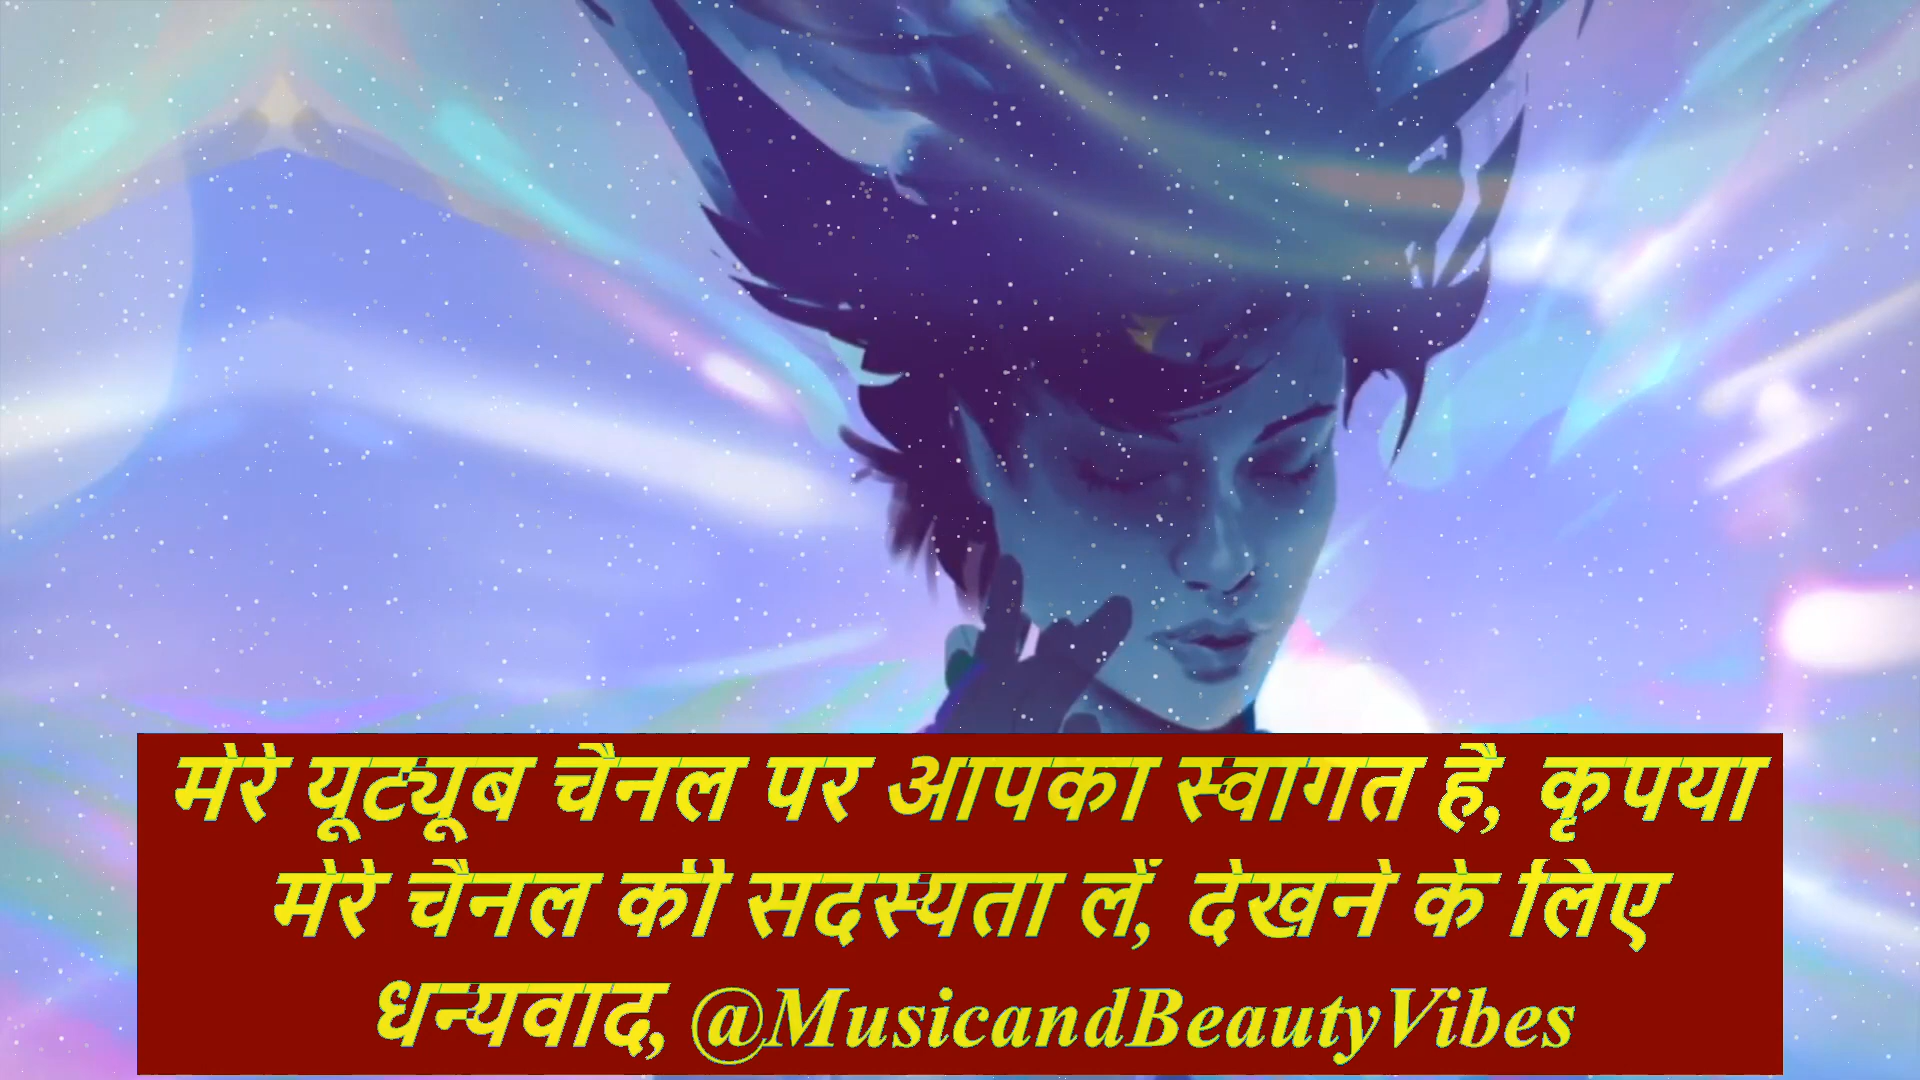 मेरे यूट्यूब चैनल पर आपका स्वागत है, कृपया
मेरे चैनल की सदस्यता लें, देखने के लिए
धन्यवाद, @MusicandBeautyVibes